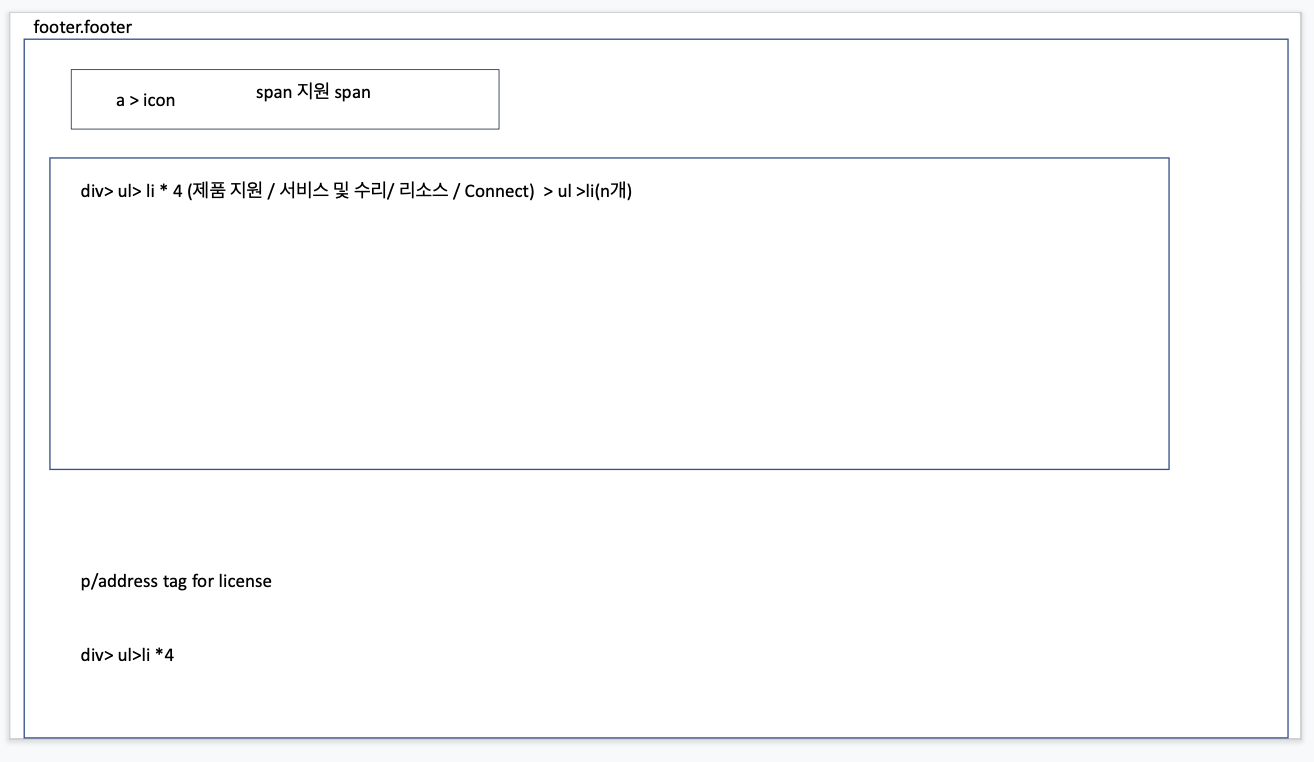 footer.footer
a > icon
span 지원 span
div> ul> li * 4 (제품 지원 / 서비스 및 수리/ 리소스 / Connect)  > ul >li(n개)
p/address tag for license
div> ul>li *4